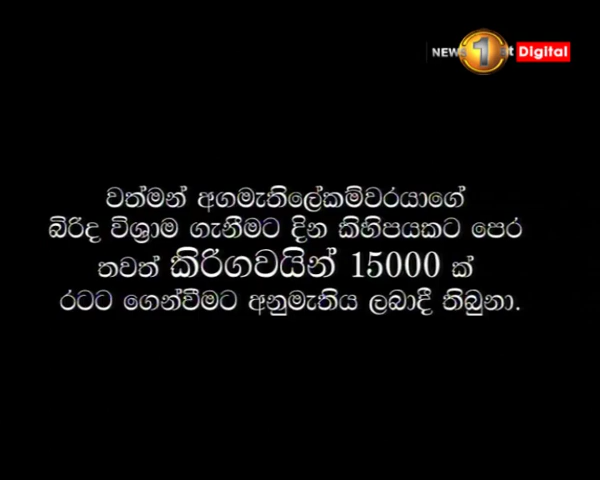 NEWS 1st Digital
වත්මන් අගමැතිලේකම්වරයාගේ
බිරිද විශ්‍රාම ගැනීමට දින කිහිපයකට පෙර
තවත් කිරිගවයින් 15000 ක්
රටට ගෙන්වීමට අනුමැතිය ලබාදී තිබුනා.